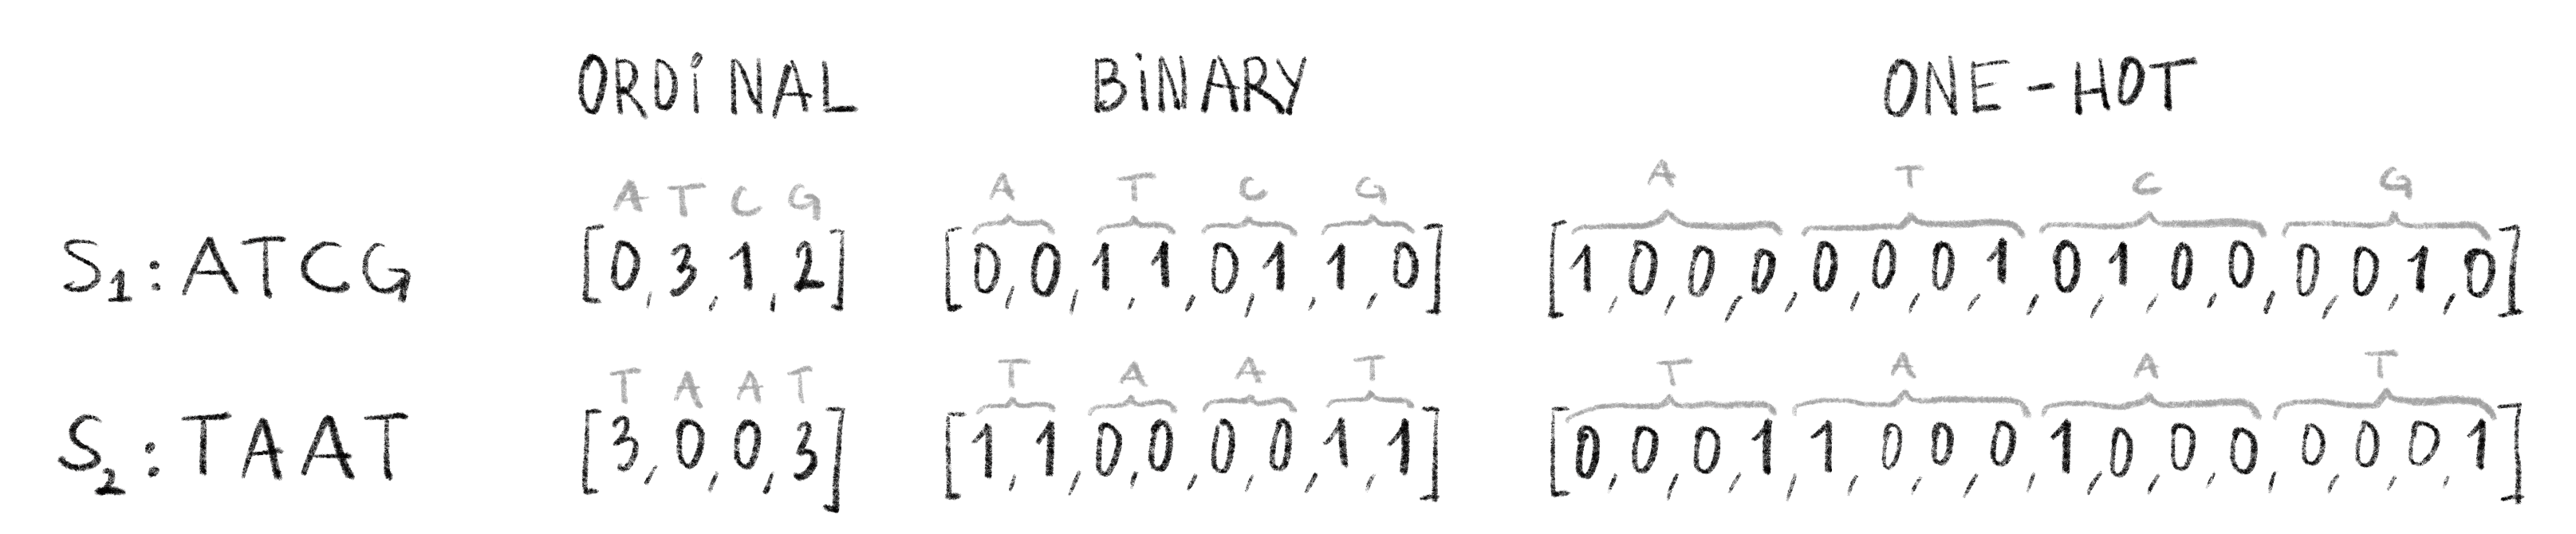 ORDiNAL BiNARY ONE-HOT
A T C G A T C G A T C G
S1: ATCG [0,3,1,2] [0,0,1,1,0,1,1,0] [1,0,0,0,0,0,0,1,0,1,0,0,0,0,1,0]
T A A T T A A T T A A T
S2: TAAT [3,0,0,3] [1,1,0,0,0,0,1,1] [0,0,0,1,1,0,0,0,1,0,0,0,0,0,0,1]